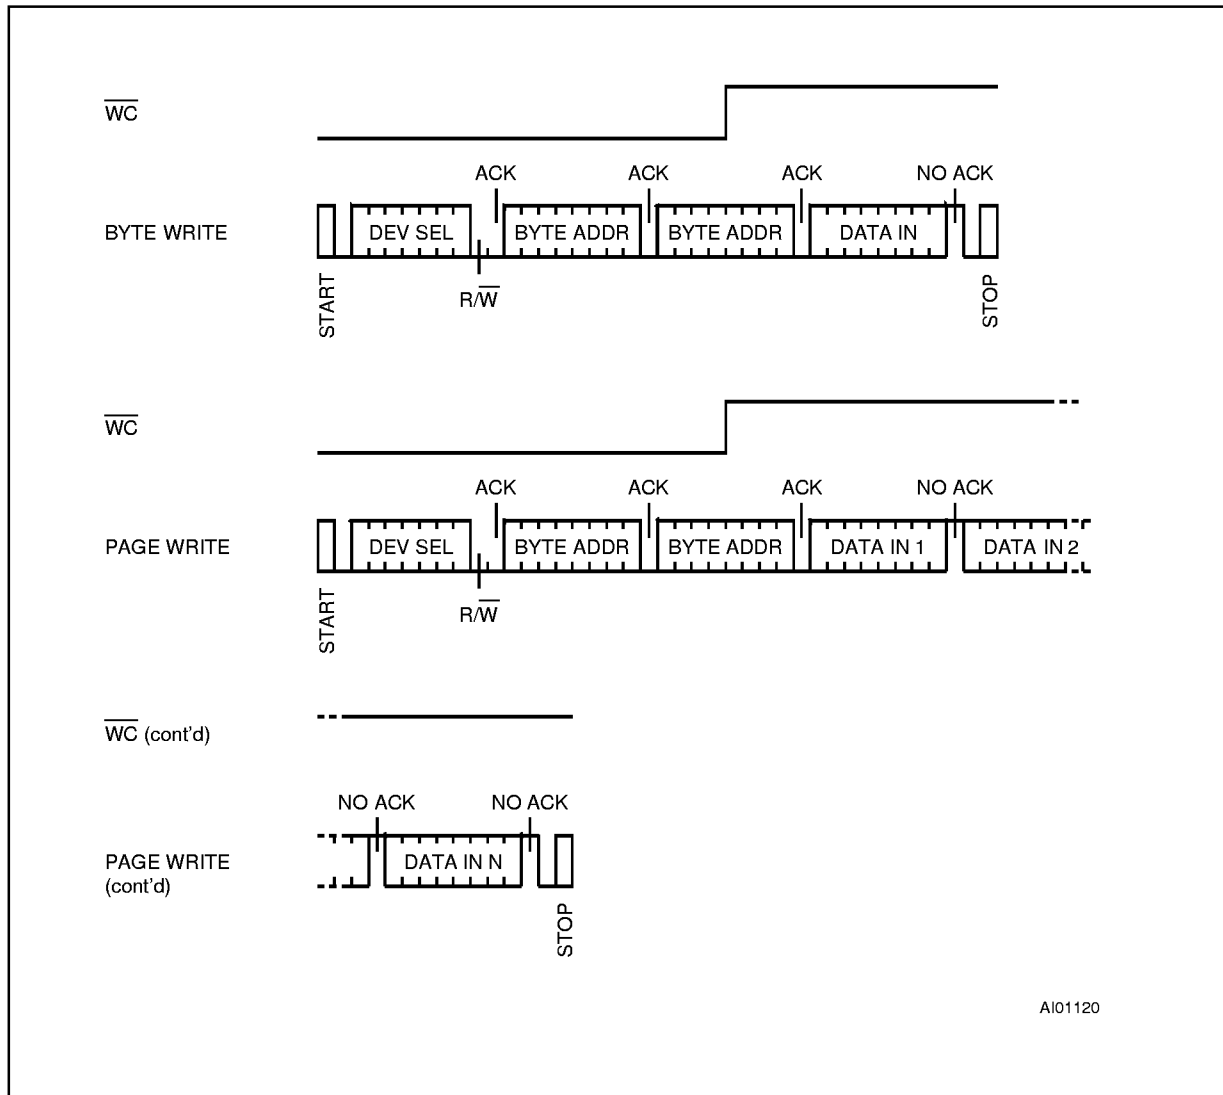 WC
ACK ACK ACK NO ACK
BYTE WRITE DEV SEL BYTE ADDR BYTE ADDR DATA IN
R/W
START STOP
WC
ACK ACK ACK NO ACK
PAGE WRITE DEV SEL BYTE ADDR BYTE ADDR DATA IN 1 DATA IN 2
R/W
START
WC (cont'd)
NO ACK NO ACK
PAGE WRITE DATA IN N
(cont'd)
STOP
AI01120